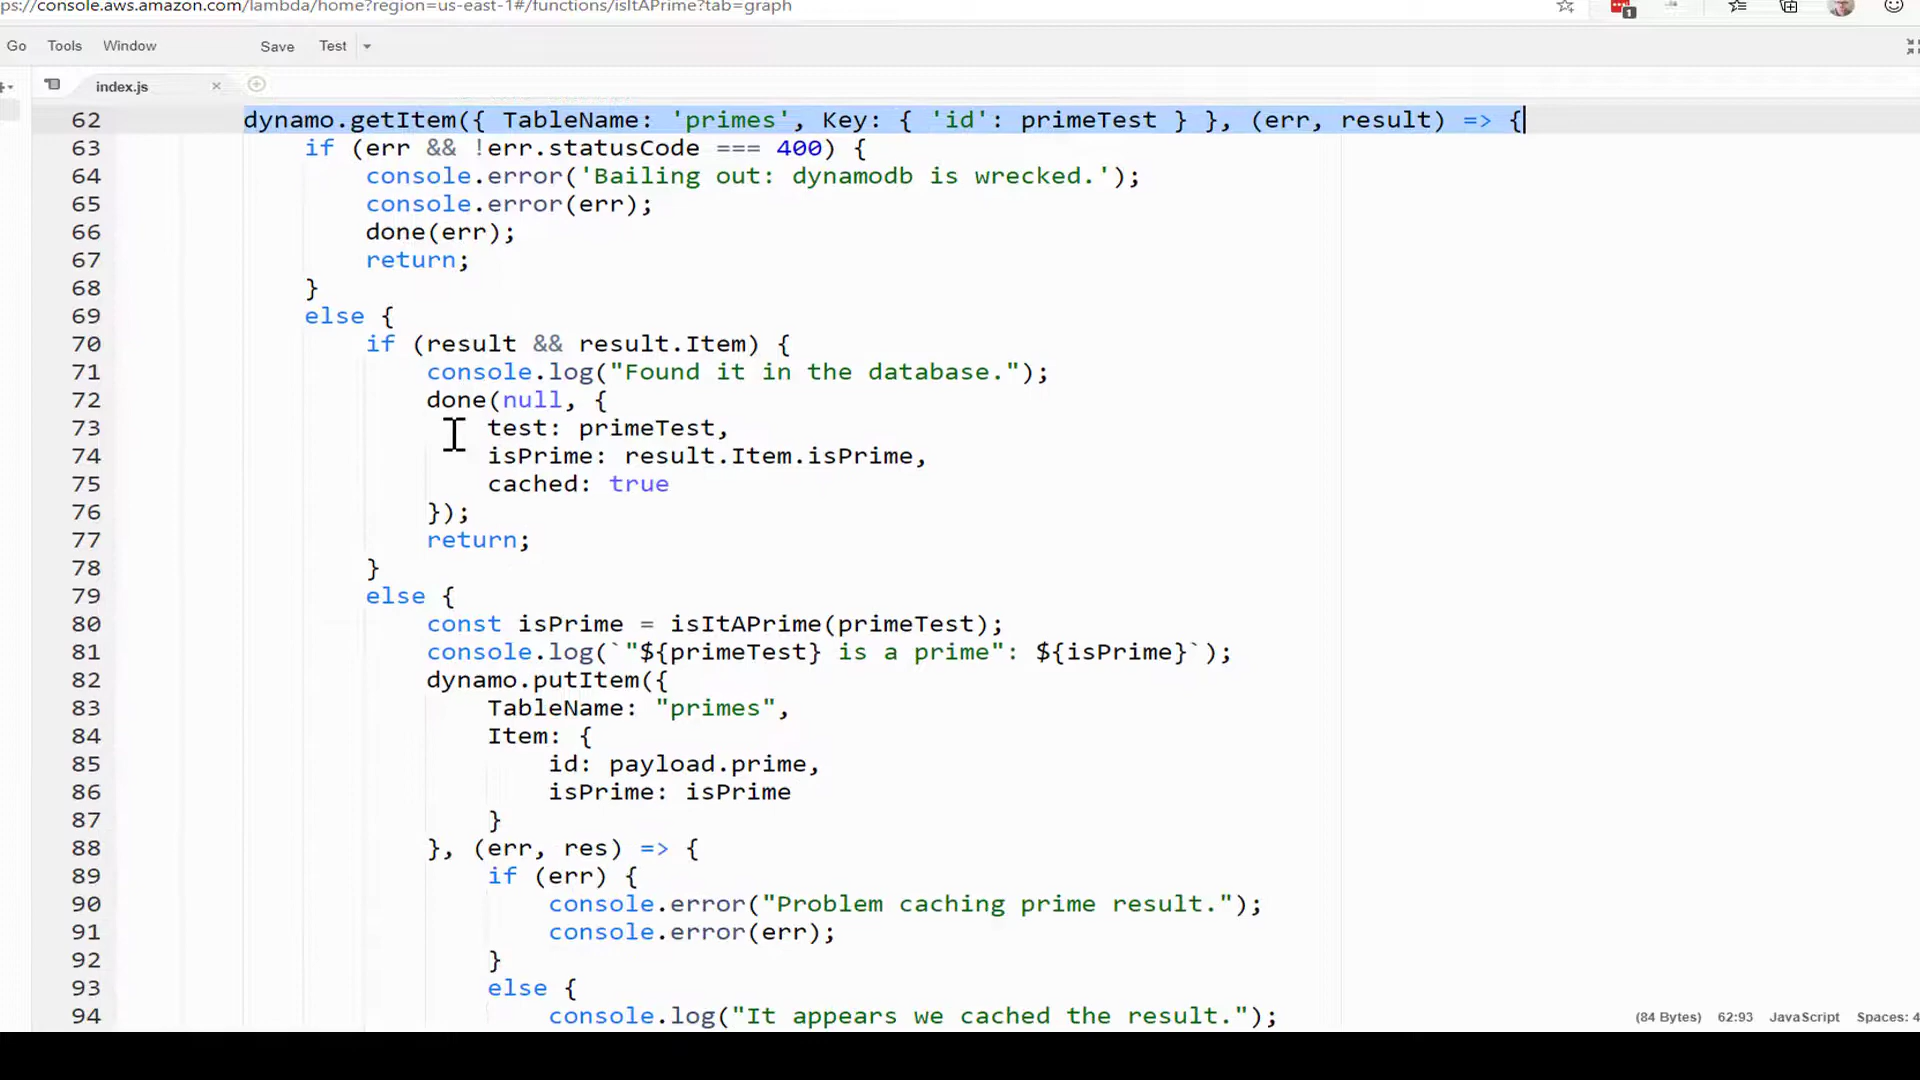 ps://console.aws.amazon.com/lambda/home?region=us-east-1#/functions/isItAPrime?tab=graph
1
Go Tools Window Save Test
index.js
62 dynamo.getItem({ TableName: 'primes', Key: { 'id': primeTest } }, (err, result) => {
63 if (err && !err.statusCode === 400) {
64 console.error('Bailing out: dynamodb is wrecked.');
65 console.error(err);
66 done(err);
67 return;
68 }
69 else {
70 if (result && result.Item) {
71 console.log("Found it in the database.");
72 done(null, {
73 test: primeTest,
74 isPrime: result.Item.isPrime,
75 cached: true
76 });
77 return;
78 }
79 else {
80 const isPrime = isItAPrime(primeTest);
81 console.log(`"${primeTest} is a prime": ${isPrime}`);
82 dynamo.putItem({
83 TableName: "primes",
84 Item: {
85 id: payload.prime,
86 isPrime: isPrime
87 }
88 }, (err, res) => {
89 if (err) {
90 console.error("Problem caching prime result.");
91 console.error(err);
92 }
93 else {
94 console.log("It appears we cached the result.");
(84 Bytes) 62:93 JavaScript Spaces: 4